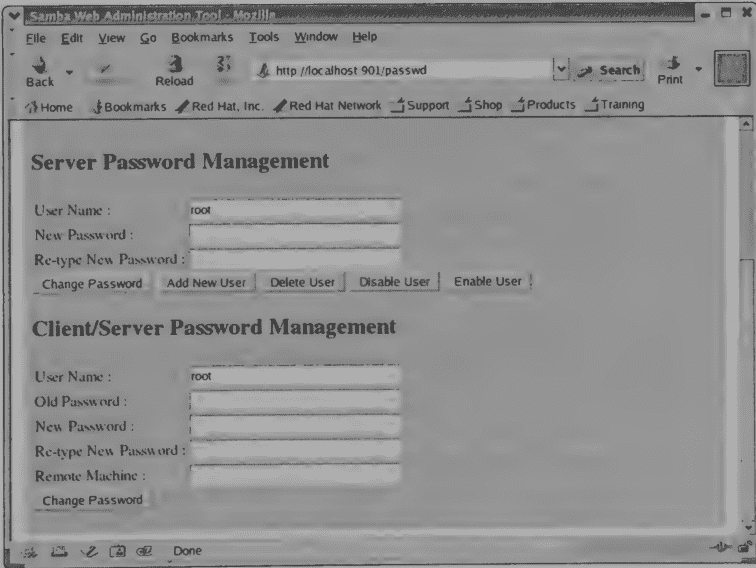 Samba Web Administration Tool - Mozilla
File Edit View Go Bookmarks Tools Window Help
Back Reload http://localhost 901/passwd Search Print
Home Bookmarks Red Hat, Inc. Red Hat Network Support Shop Products Training
Server Password Management
User Name : root
New Password :
Re-type New Password :
Change Password Add New User Delete User Disable User Enable User
Client/Server Password Management
User Name : root
Old Password :
New Password :
Re-type New Password :
Remote Machine :
Change Password
Done